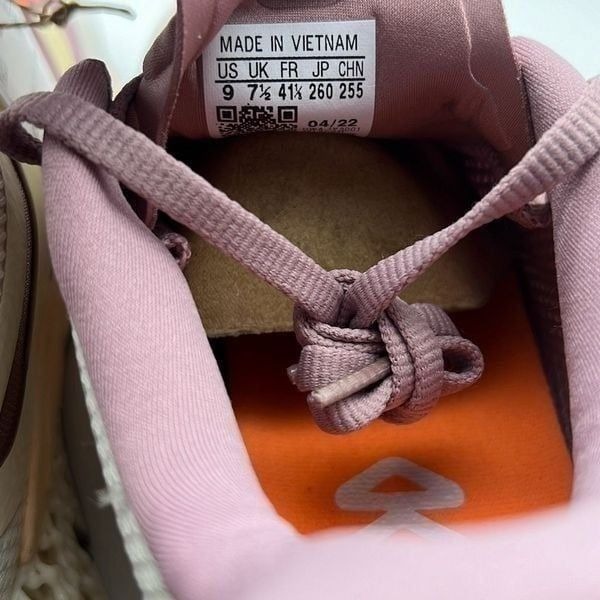 MADE IN VIETNAM
US UK FR JP CHN
9 7½ 41⅓ 260 255
04/22